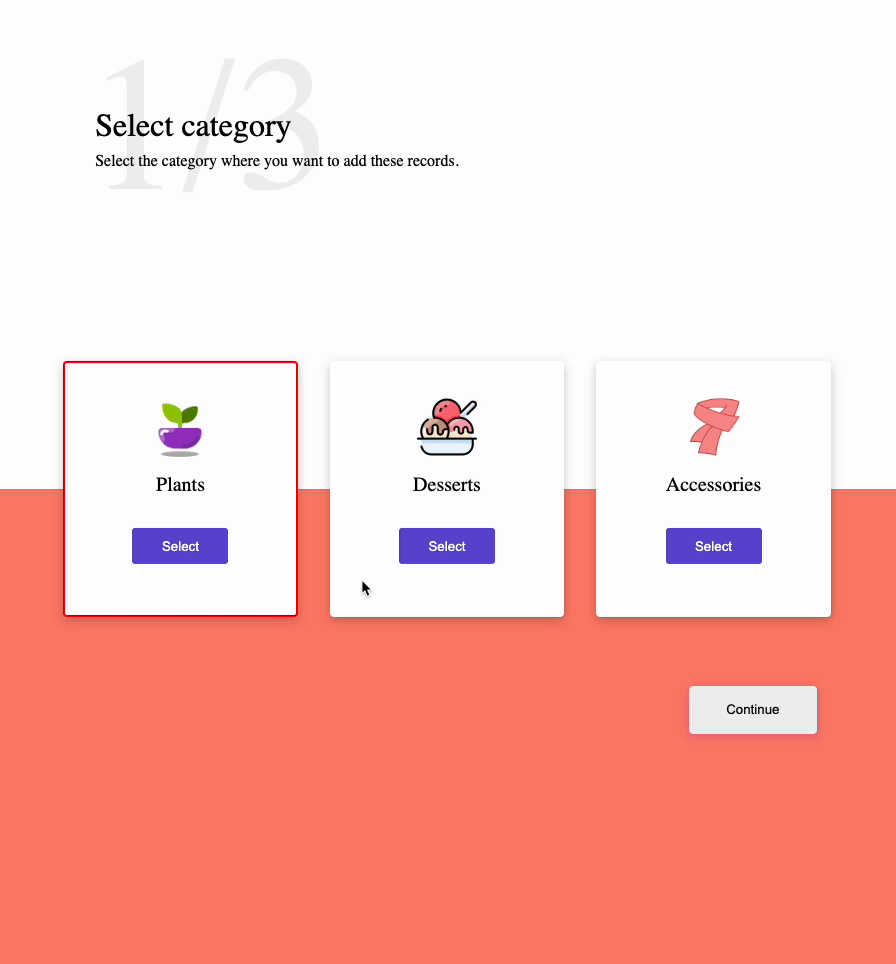 1/3
Select category
Select the category where you want to add these records.
Plants
Desserts
Accessories
Select
Select
Select
Continue